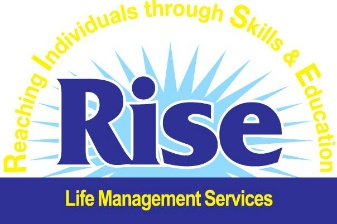 Reaching Individuals through Skills & Education
Rise
Life Management Services